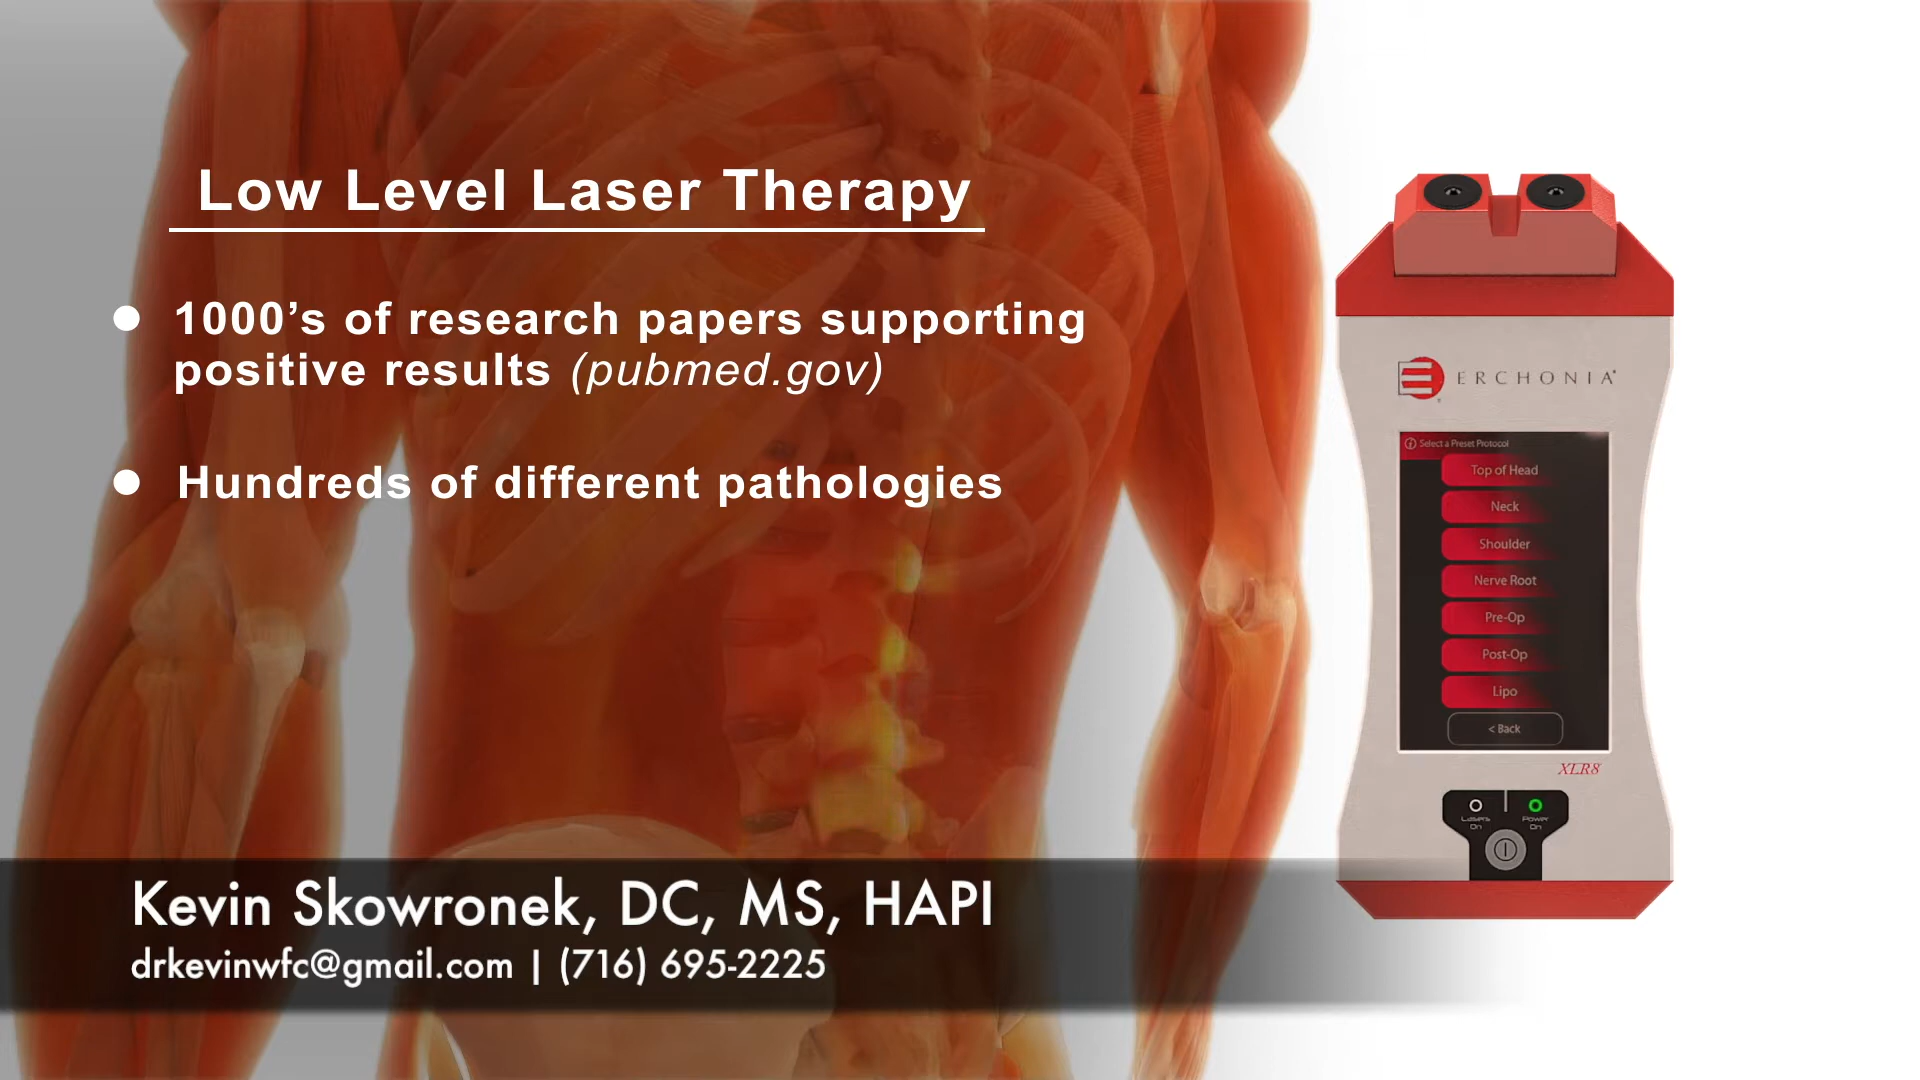 Low Level Laser Therapy
1000’s of research papers supporting
positive results (pubmed.gov)
Hundreds of different pathologies
ERCHONIA
Select a Preset Protocol
Top of Head
Neck
Shoulder
Nerve Root
Pre-Op
Post-Op
Lipo
< Back
XLR8
Lasers On
Power On
Kevin Skowronek, DC, MS, HAPI
drkevinwfc@gmail.com | (716) 695-2225